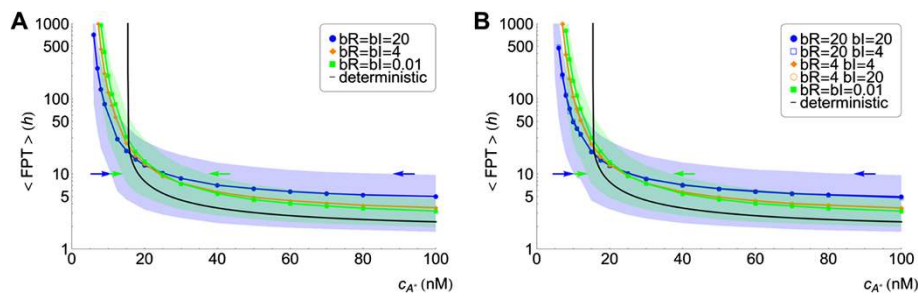 A
< FPT > (h)
1000
500
100
50
10
5
1
0
20
40
60
80
100
c_A* (nM)
bR=bI=20
bR=bI=4
bR=bI=0.01
deterministic
B
< FPT > (h)
1000
500
100
50
10
5
1
0
20
40
60
80
100
c_A* (nM)
bR=20 bI=20
bR=20 bI=4
bR=4 bI=4
bR=4 bI=20
bR=bI=0.01
deterministic